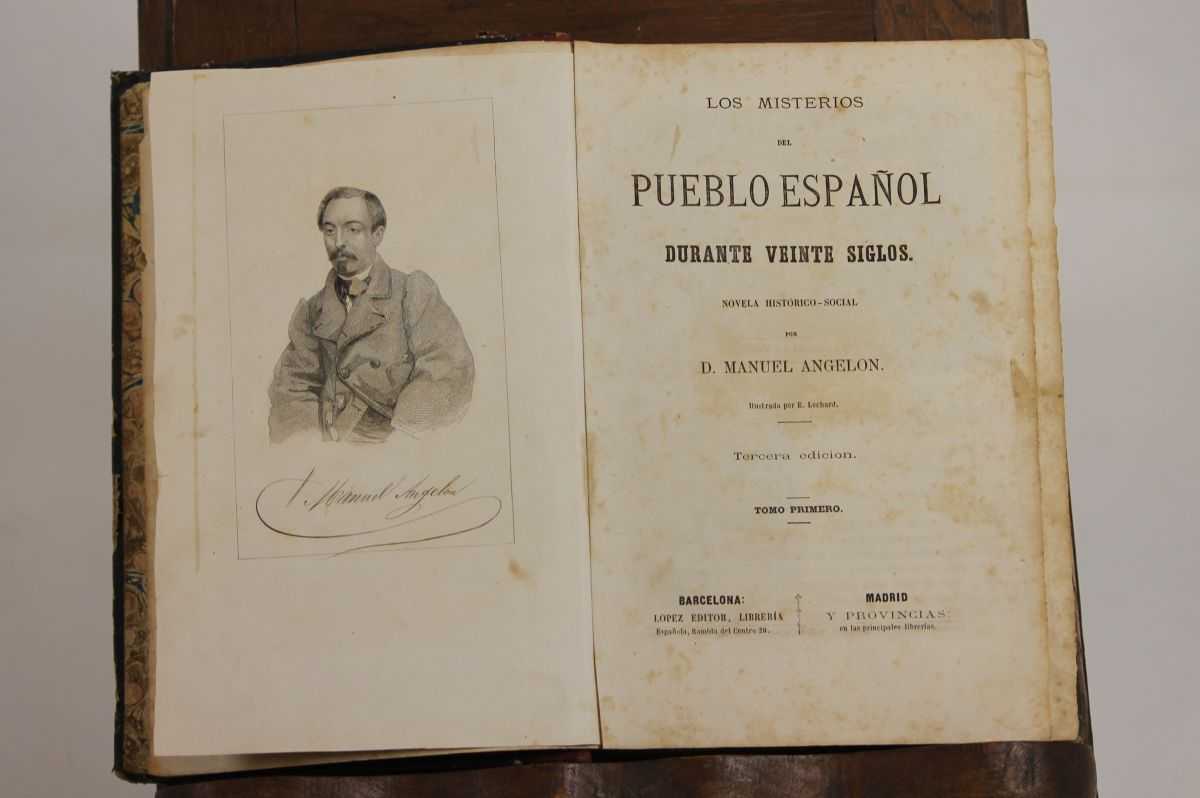 Manuel Angelon
LOS MISTERIOS
DEL
PUEBLO ESPAÑOL
DURANTE VEINTE SIGLOS.
NOVELA HISTÓRICO-SOCIAL
POR
D. MANUEL ANGELON.
Ilustrada por E. Lechard.
Tercera edicion.
TOMO PRIMERO.
BARCELONA:
LOPEZ EDITOR, LIBRERÍA
Española, Rambla del Centro 20.
MADRID
Y PROVINCIAS:
en las principales librerías.